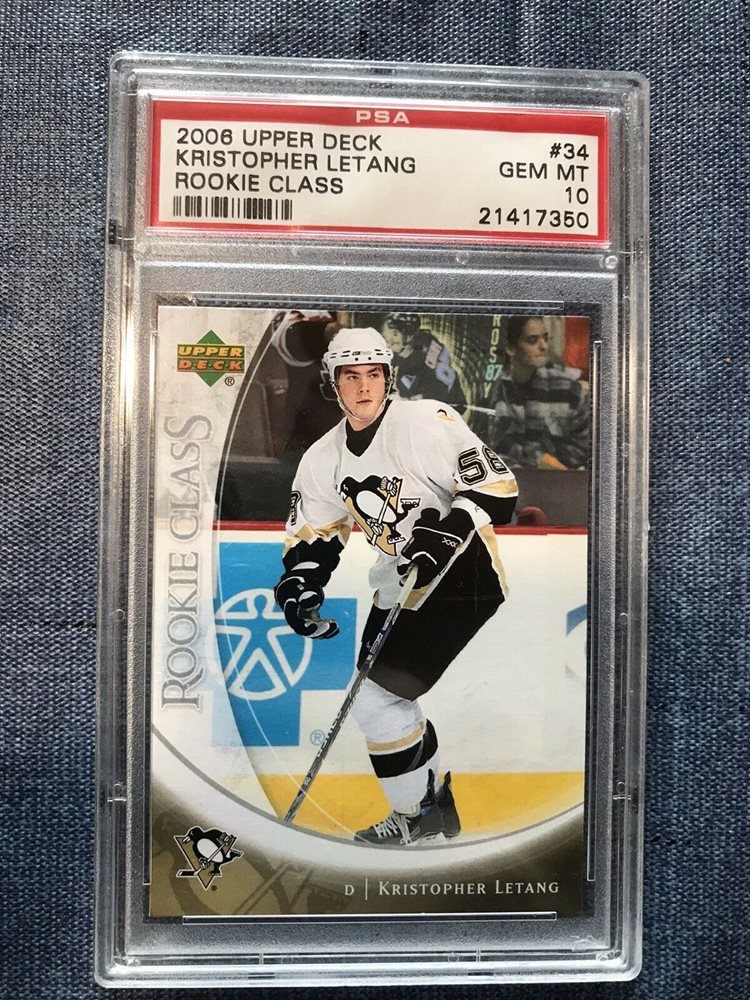 PSA
2006 UPPER DECK #34
KRISTOPHER LETANG GEM MT
ROOKIE CLASS 10
21417350
UPPER
DECK
®
ROOKIE CLASS
87
58
®
D | KRISTOPHER LETANG